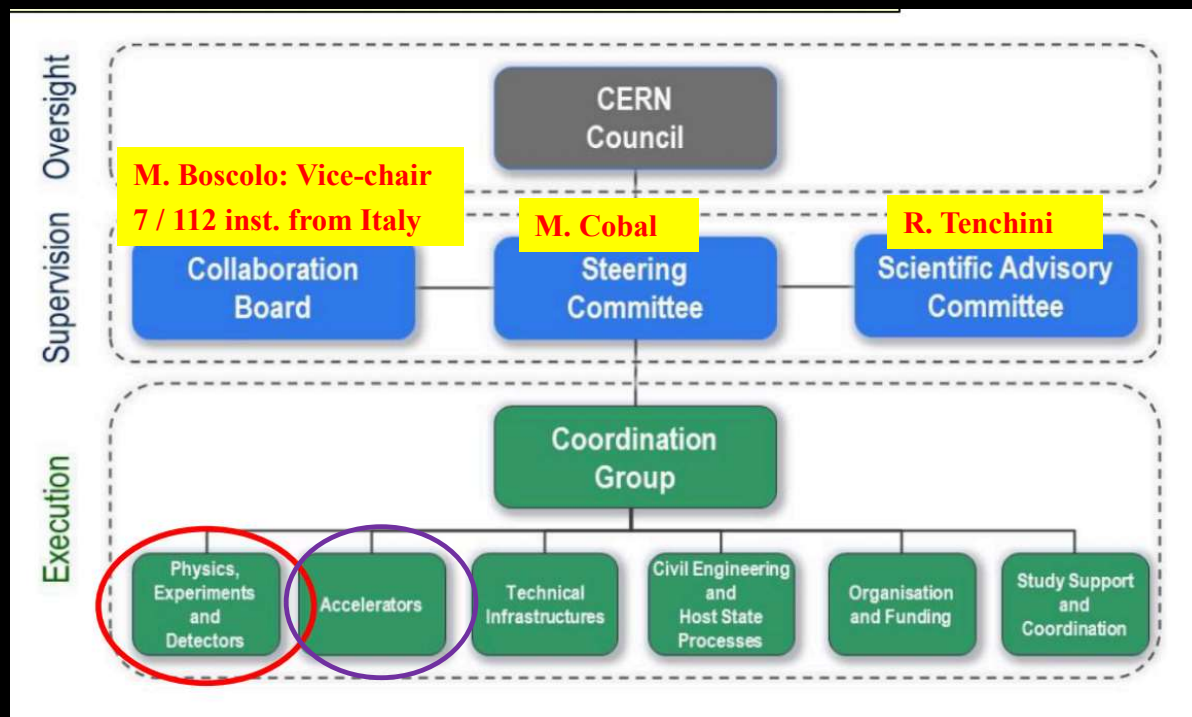 Oversight
CERN
Council
M. Boscolo: Vice-chair
7 / 112 inst. from Italy
M. Cobal
R. Tenchini
Supervision
Collaboration
Board
Steering
Committee
Scientific Advisory
Committee
Execution
Coordination
Group
Physics,
Experiments
and
Detectors
Accelerators
Technical
Infrastructures
Civil Engineering
and
Host State
Processes
Organisation
and Funding
Study Support
and
Coordination